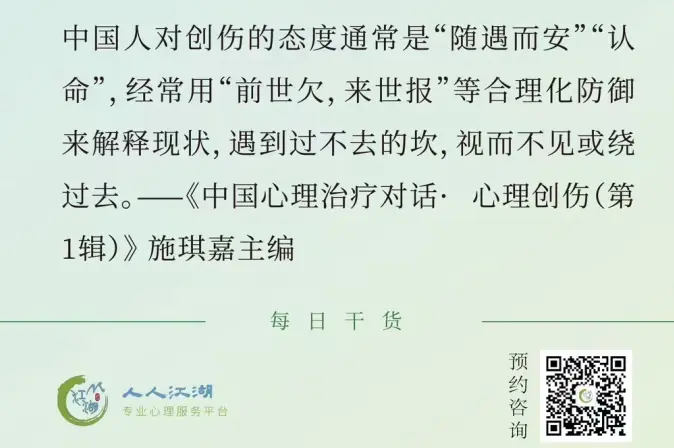 中国人对创伤的态度通常是“随遇而安”“认
命”,经常用“前世欠,来世报”等合理化防御
来解释现状,遇到过不去的坎,视而不见或绕
过去。——《中国心理治疗对话· 心理创伤(第
1辑)》施琪嘉主编
每日干货
人人江湖
专业心理服务平台
预约咨询